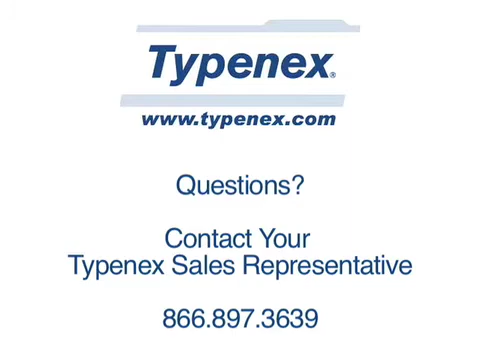 Typenex®
www.typenex.com
Questions?
Contact Your
Typenex Sales Representative
866.897.3639